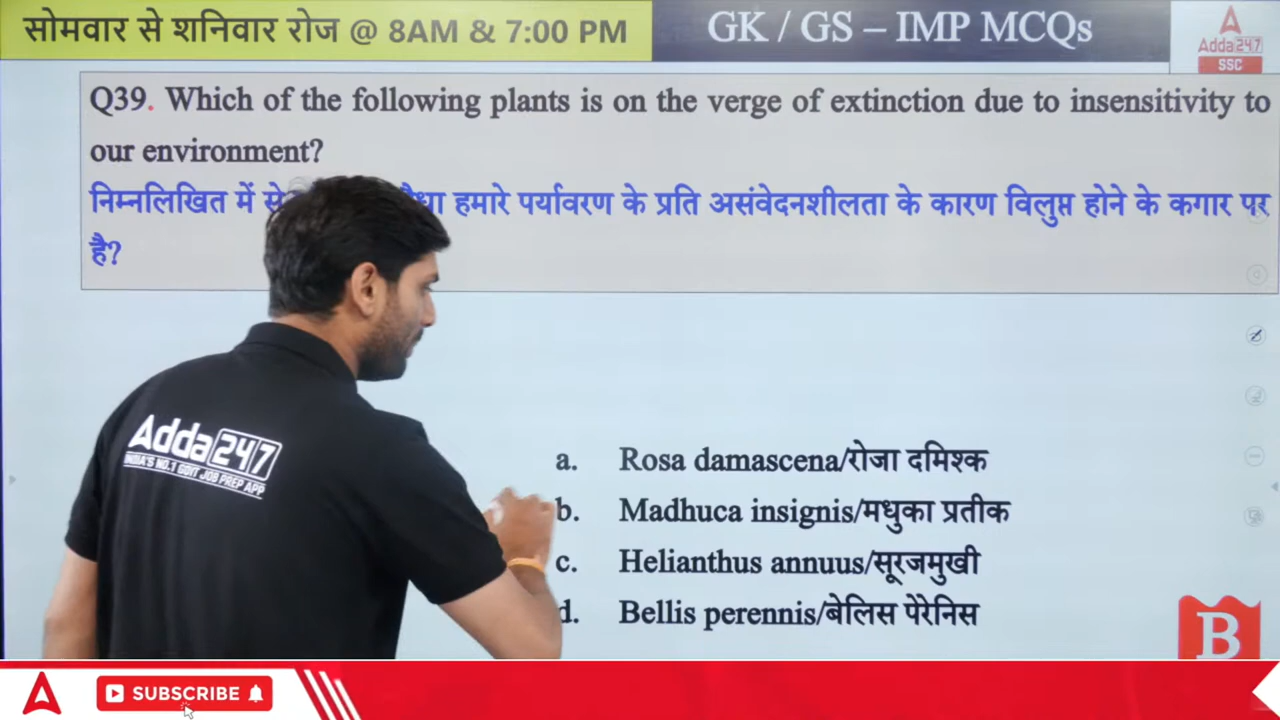 सोमवार से शनिवार रोज @ 8AM & 7:00 PM
GK / GS – IMP MCQs
Adda247
SSC
Q39. Which of the following plants is on the verge of extinction due to insensitivity to
our environment?
निम्नलिखित में से हमारे पर्यावरण के प्रति असंवेदनशीलता के कारण विलुप्त होने के कगार पर
है?
Adda247
INDIA'S NO.1 GOVT JOB PREP APP
a. Rosa damascena/रोजा दमिश्क
b. Madhuca insignis/मधुका प्रतीक
c. Helianthus annuus/सूरजमुखी
d. Bellis perennis/बेलिस पेरेनिस
B
SUBSCRIBE